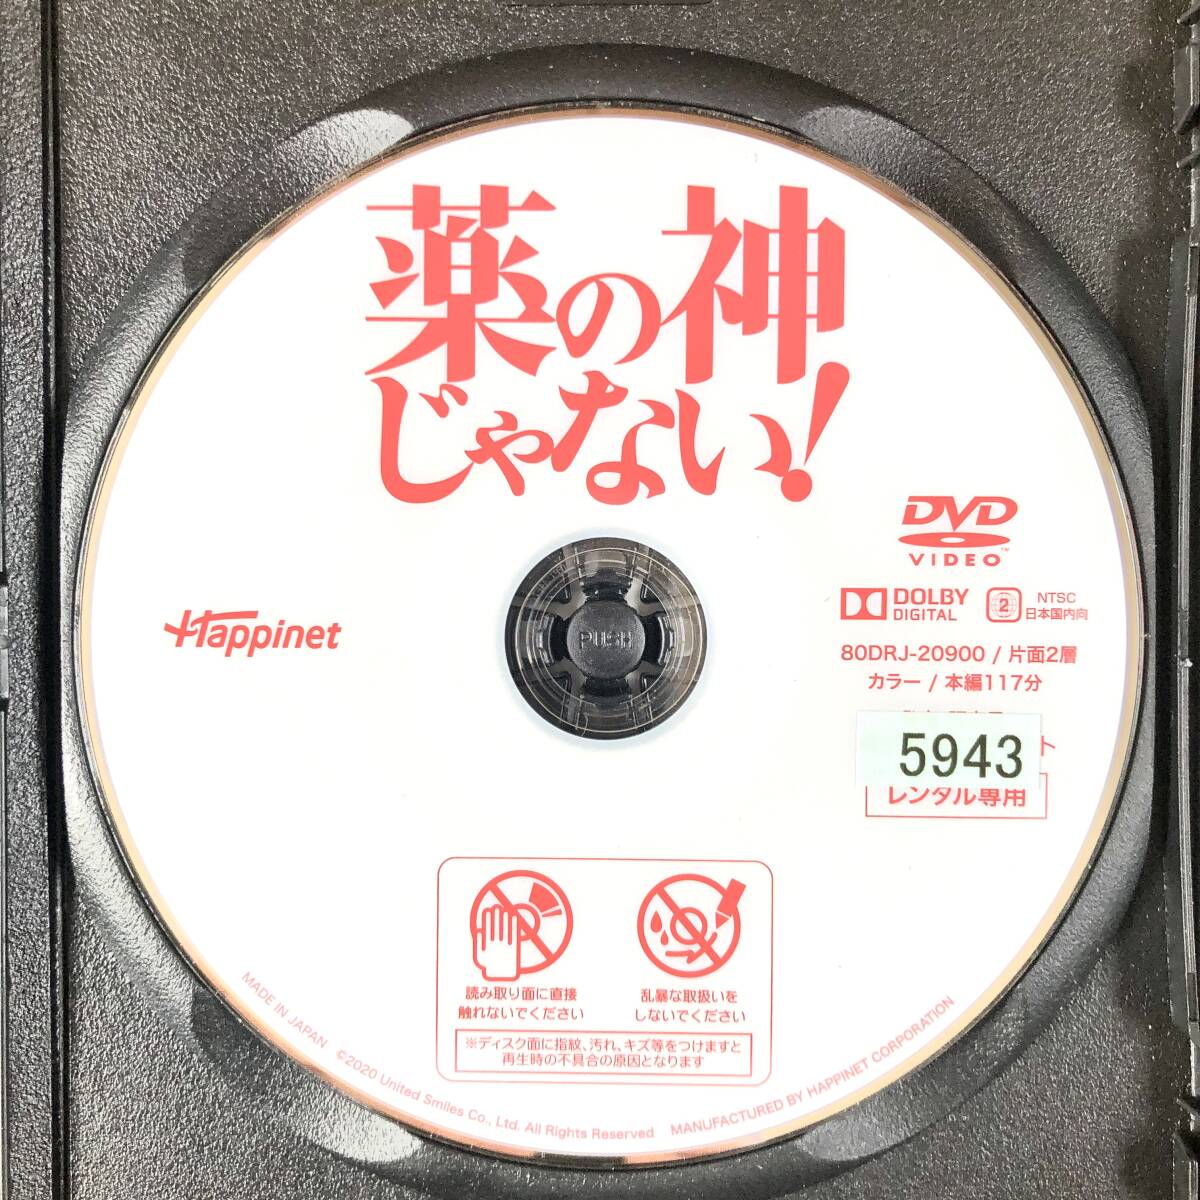 薬の神
じゃない!
DVD
VIDEO™
DOLBY
DIGITAL
2
NTSC
日本国内向
80DRJ-20900 / 片面2層
カラー / 本編117分
ト
5943
レンタル専用
Happinet
PUSH
読み取り面に直接
触れないでください
乱暴な取扱いを
しないでください
※ディスク面に指紋、汚れ、キズ等をつけますと
再生時の不具合の原因となります
MADE IN JAPAN ©2020 United Smiles Co., Ltd. All Rights Reserved MANUFACTURED BY HAPPINET CORPORATION